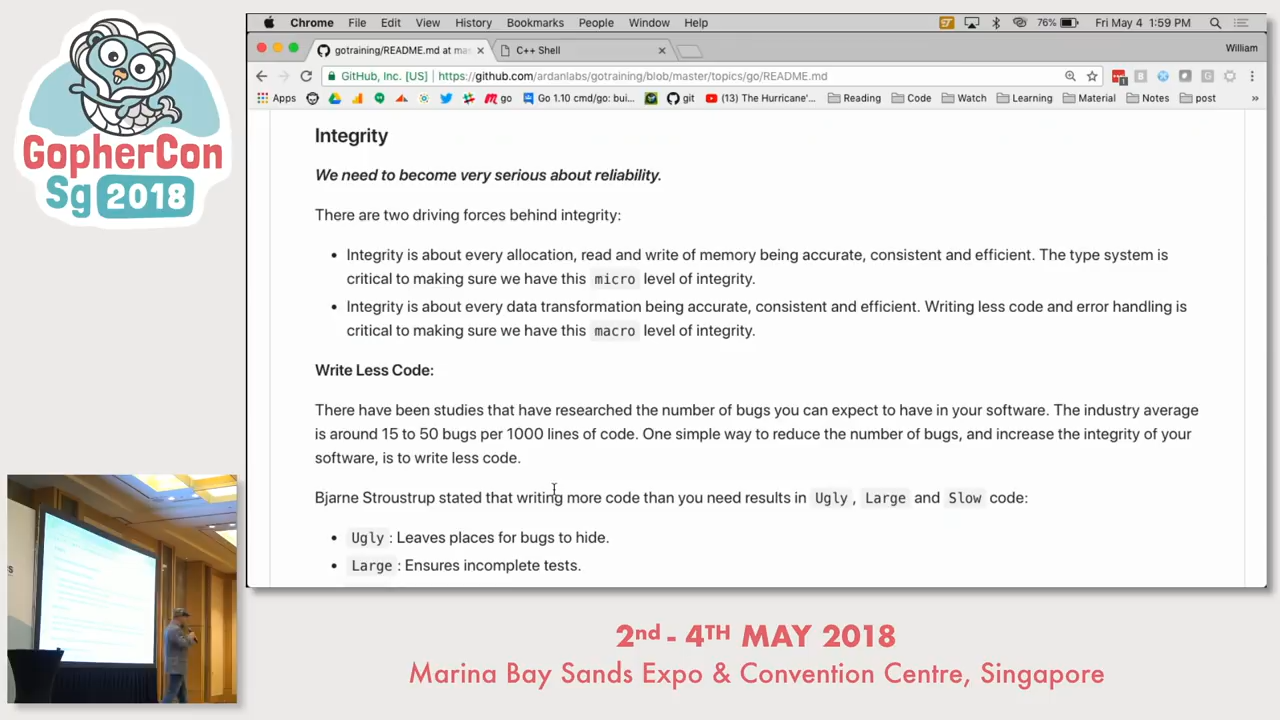 GopherCon
Sg 2018
Chrome File Edit View History Bookmarks People Window Help 76% Fri May 4 1:59 PM
gotraining/README.md at mas
C++ Shell
William
GitHub, Inc. [US] https://github.com/ardanlabs/gotraining/blob/master/topics/go/README.md
Apps go Go 1.10 cmd/go: bui... git (13) The Hurricane'... Reading Code Watch Learning Material Notes post »
Integrity
We need to become very serious about reliability.
There are two driving forces behind integrity:
• Integrity is about every allocation, read and write of memory being accurate, consistent and efficient. The type system is
critical to making sure we have this micro level of integrity.
• Integrity is about every data transformation being accurate, consistent and efficient. Writing less code and error handling is
critical to making sure we have this macro level of integrity.
Write Less Code:
There have been studies that have researched the number of bugs you can expect to have in your software. The industry average
is around 15 to 50 bugs per 1000 lines of code. One simple way to reduce the number of bugs, and increase the integrity of your
software, is to write less code.
Bjarne Stroustrup stated that writing more code than you need results in Ugly, Large and Slow code:
• Ugly : Leaves places for bugs to hide.
• Large : Ensures incomplete tests.
2nd - 4TH MAY 2018
Marina Bay Sands Expo & Convention Centre, Singapore